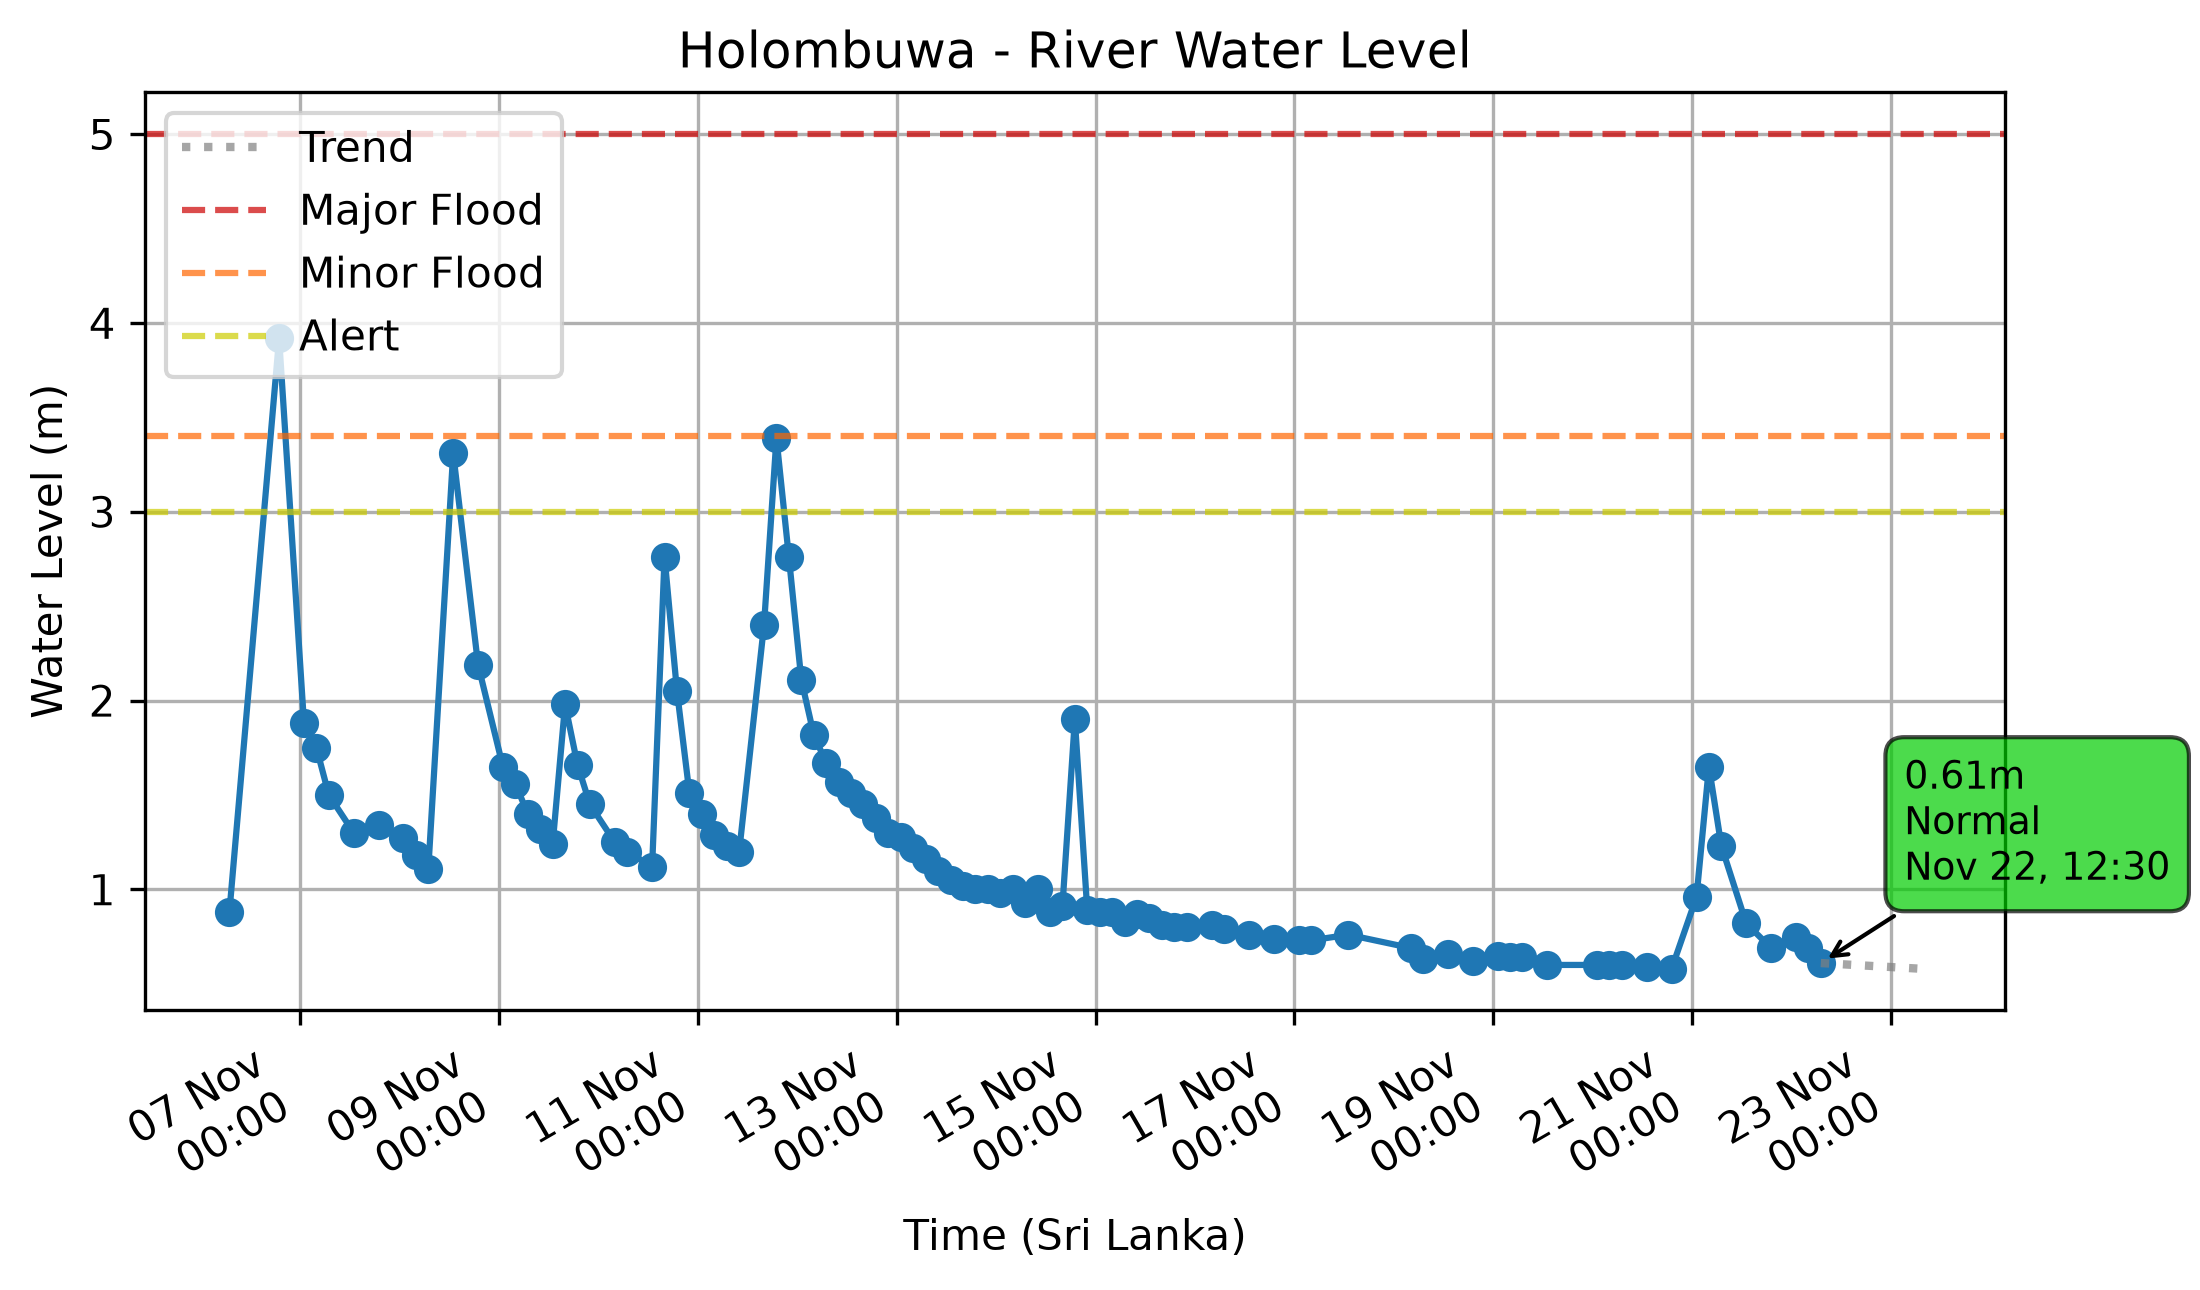 Holombuwa - River Water Level
Trend
Major Flood
Minor Flood
Alert
5
4
3
2
1
Water Level (m)
0.61m
Normal
Nov 22, 12:30
07 Nov
00:00
09 Nov
00:00
11 Nov
00:00
13 Nov
00:00
15 Nov
00:00
17 Nov
00:00
19 Nov
00:00
21 Nov
00:00
23 Nov
00:00
Time (Sri Lanka)